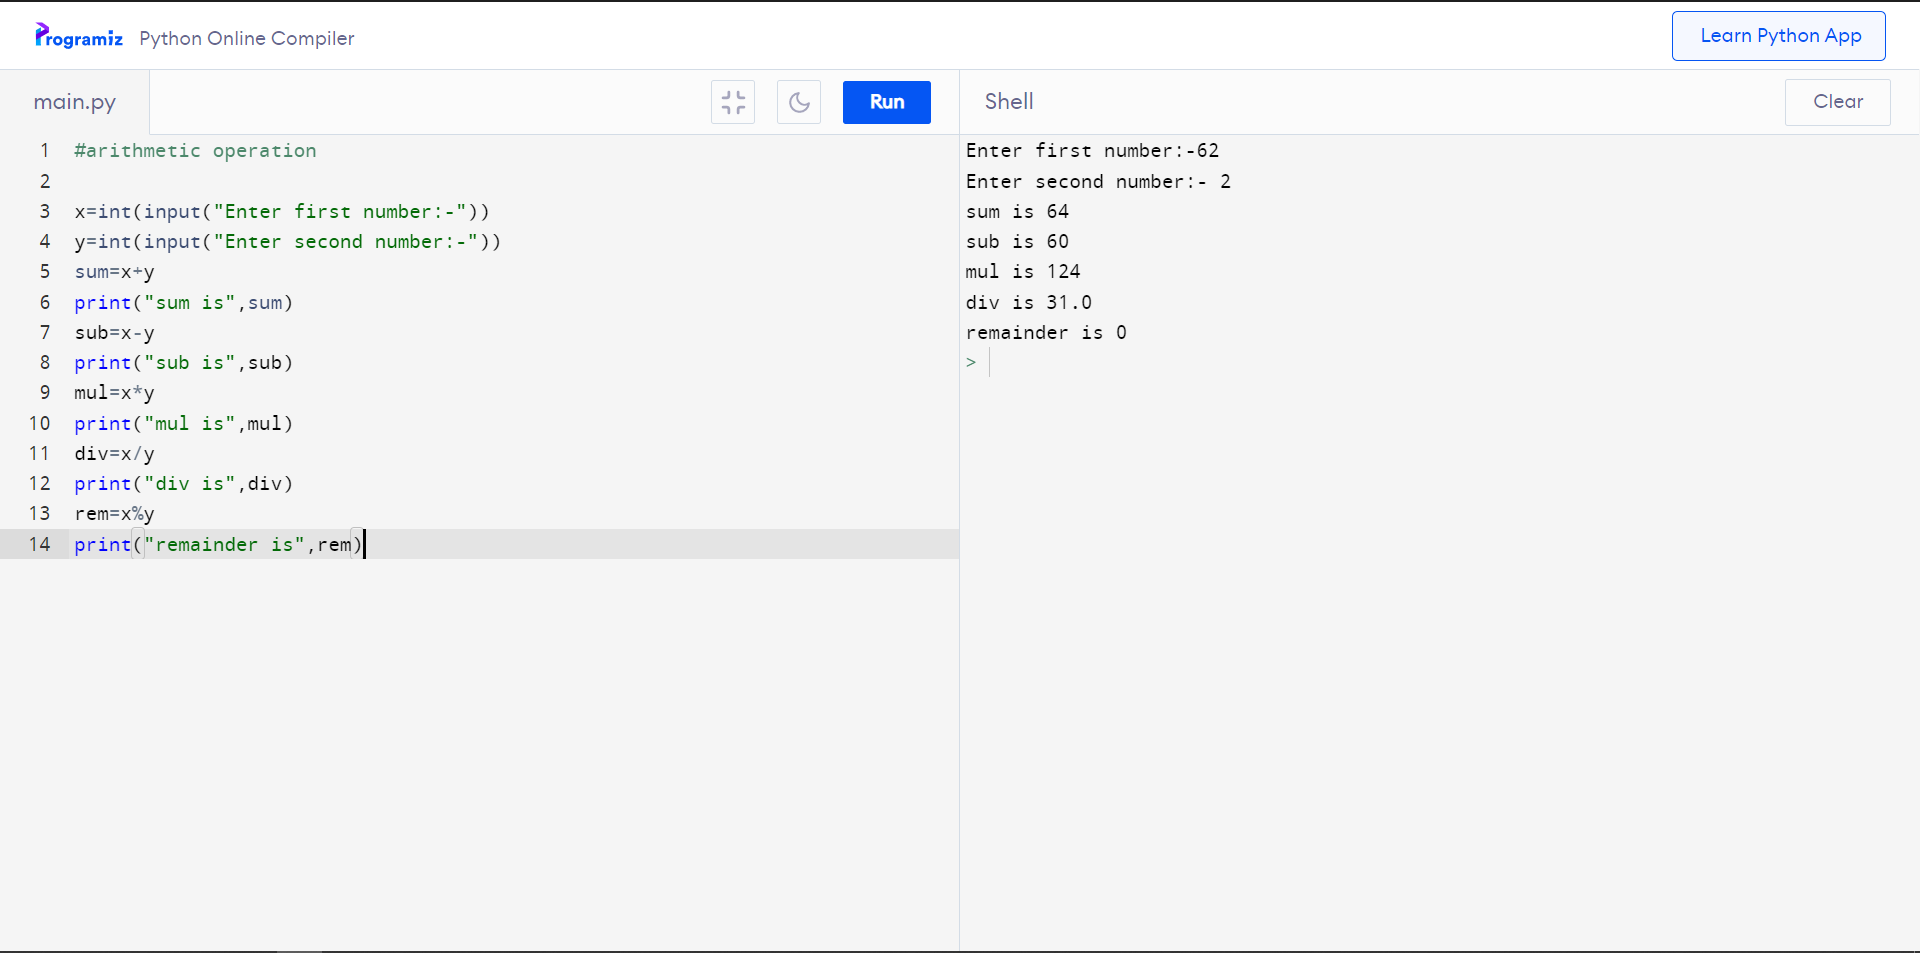 Programiz Python Online Compiler
Learn Python App
main.py
Run
1 #arithmetic operation
2
3 x=int(input("Enter first number:-"))
4 y=int(input("Enter second number:-"))
5 sum=x+y
6 print("sum is",sum)
7 sub=x-y
8 print("sub is",sub)
9 mul=x*y
10 print("mul is",mul)
11 div=x/y
12 print("div is",div)
13 rem=x%y
14 print("remainder is",rem)
Shell
Clear
Enter first number:-62
Enter second number:- 2
sum is 64
sub is 60
mul is 124
div is 31.0
remainder is 0
>